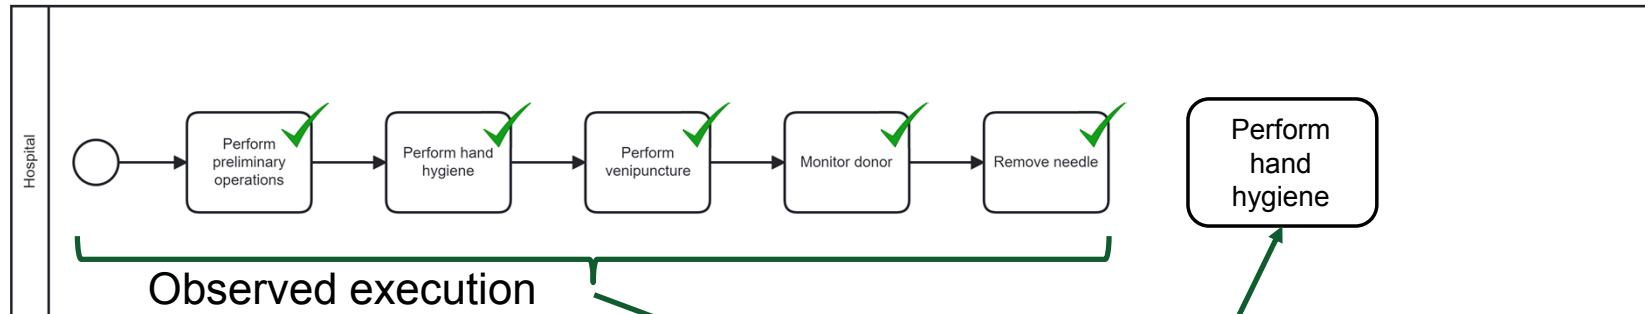 Hospital
Perform
preliminary
operations
Perform hand
hygiene
Perform
venipuncture
Monitor donor
Remove needle
Perform
hand
hygiene
Observed execution